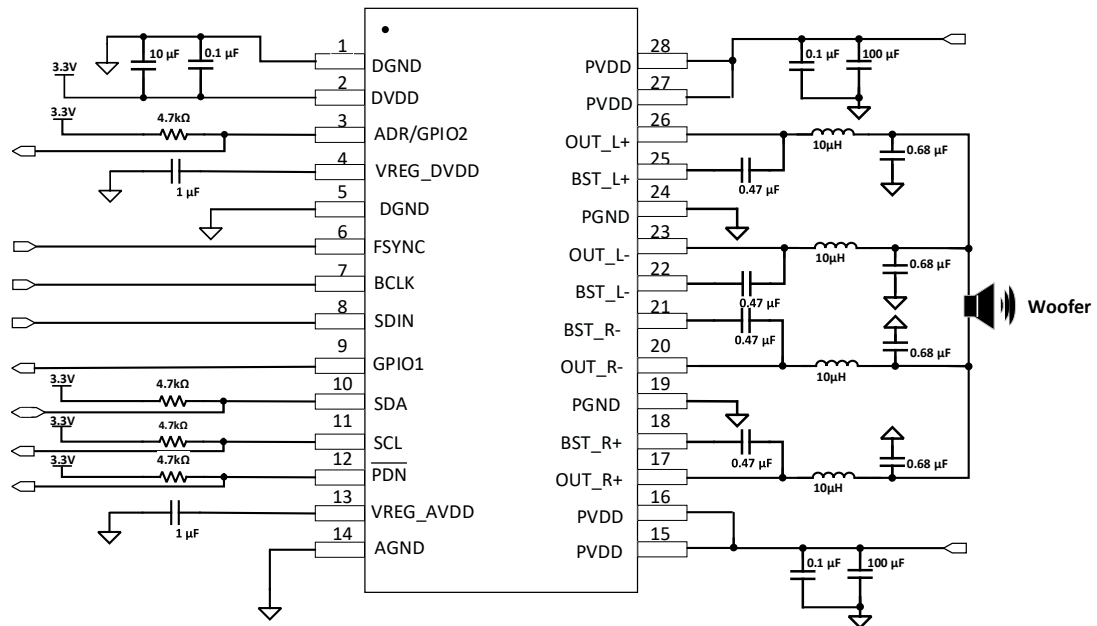 10 µF
0.1 µF
3.3V
1
DGND
2
DVDD
3.3V
4.7kΩ
3
ADR/GPIO2
4
VREG_DVDD
1 µF
5
DGND
6
FSYNC
7
BCLK
8
SDIN
9
GPIO1
3.3V
4.7kΩ
10
SDA
3.3V
4.7kΩ
11
SCL
3.3V
4.7kΩ
12
PDN
13
VREG_AVDD
1 µF
14
AGND
28
PVDD
0.1 µF
100 µF
27
PVDD
26
OUT_L+
10µH
0.68 µF
25
BST_L+
0.47 µF
24
PGND
23
OUT_L-
10µH
0.68 µF
22
BST_L-
0.47 µF
21
BST_R-
0.47 µF
Woofer
20
OUT_R-
10µH
0.68 µF
19
PGND
18
BST_R+
0.47 µF
17
OUT_R+
10µH
0.68 µF
16
PVDD
15
PVDD
0.1 µF
100 µF